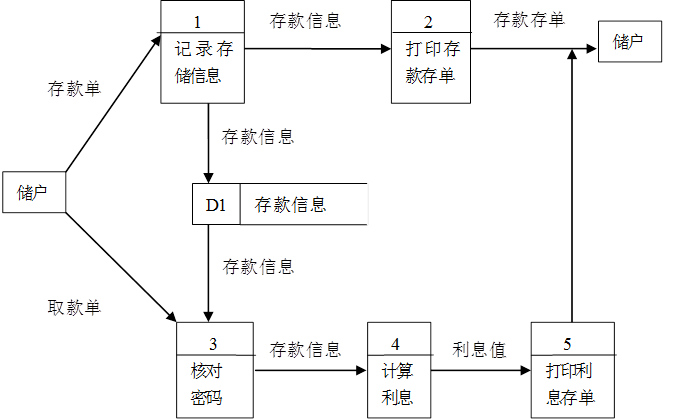 存款信息
存款存单
1
记录存
储信息
2
打印存
款存单
储户
存款单
存款信息
储户
D1
存款信息
存款信息
取款单
3
核对
密码
存款信息
4
计算
利息
利息值
5
打印利
息存单